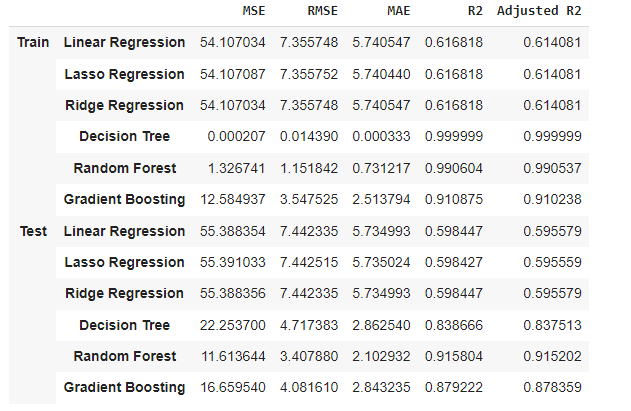 MSE RMSE MAE R2 Adjusted R2
Train Linear Regression 54.107034 7.355748 5.740547 0.616818 0.614081
Lasso Regression 54.107087 7.355752 5.740440 0.616818 0.614081
Ridge Regression 54.107034 7.355748 5.740547 0.616818 0.614081
Decision Tree 0.000207 0.014390 0.000333 0.999999 0.999999
Random Forest 1.326741 1.151842 0.731217 0.990604 0.990537
Gradient Boosting 12.584937 3.547525 2.513794 0.910875 0.910238
Test Linear Regression 55.388354 7.442335 5.734993 0.598447 0.595579
Lasso Regression 55.391033 7.442515 5.735024 0.598427 0.595559
Ridge Regression 55.388356 7.442335 5.734993 0.598447 0.595579
Decision Tree 22.253700 4.717383 2.862540 0.838666 0.837513
Random Forest 11.613644 3.407880 2.102932 0.915804 0.915202
Gradient Boosting 16.659540 4.081610 2.843235 0.879222 0.878359